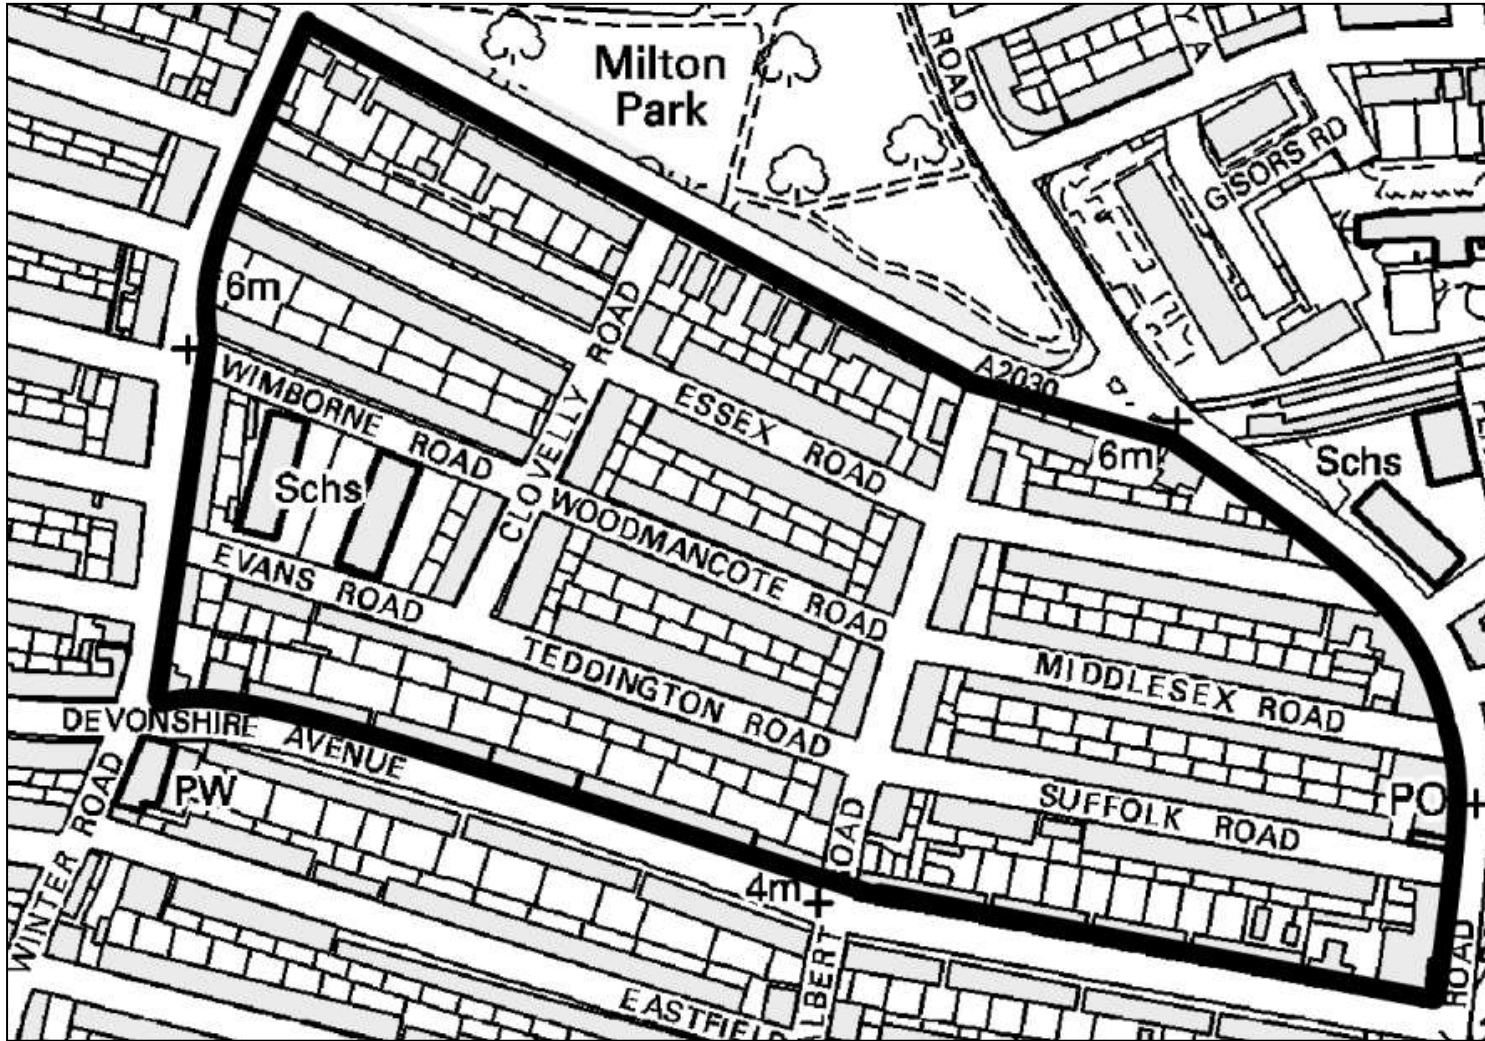 Milton
Park
ROAD
GISORS RD
6m
A2030
CLOVELLY ROAD
WIMBORNE ROAD
ESSEX ROAD
6m
Schs
Schs
WOODMANCOTE ROAD
EVANS ROAD
TEDDINGTON ROAD
MIDDLESEX ROAD
DEVONSHIRE AVENUE
PW
SUFFOLK ROAD
PO
WINTER ROAD
4m
ALBERT ROAD
EASTFIELD
ROAD